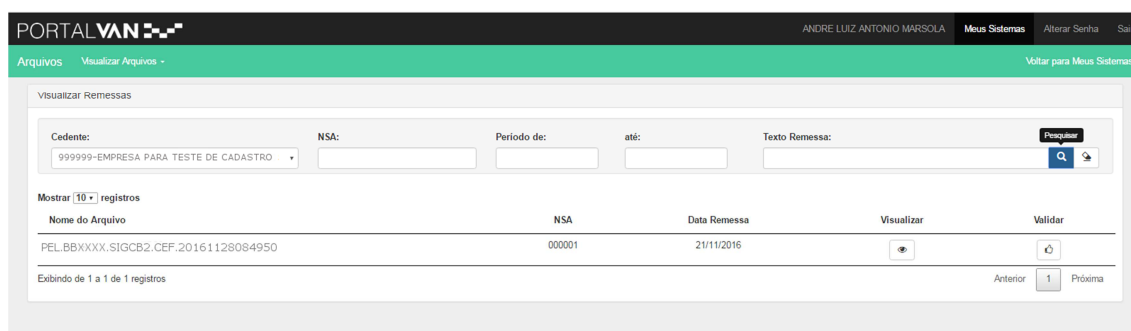 PORTALVAN ANDRE LUIZ ANTONIO MARSOLA Meus Sistemas Alterar Senha
Arquivos Visualizar Arquivos Voltar para Meus Sistemas
Visualizar Remessas
Cedente: NSA: Periodo de: até: Texto Remessa: Pesquisar
999999-EMPRESA PARA TESTE DE CADASTRO
Mostrar 10 registros
Nome do Arquivo NSA Data Remessa Visualizar Validar
PEL.BBXXXX.SIGCB2.CEF.20161128084950 000001 21/11/2016
Exibindo de 1 a 1 de 1 registros Anterior 1 Próxima